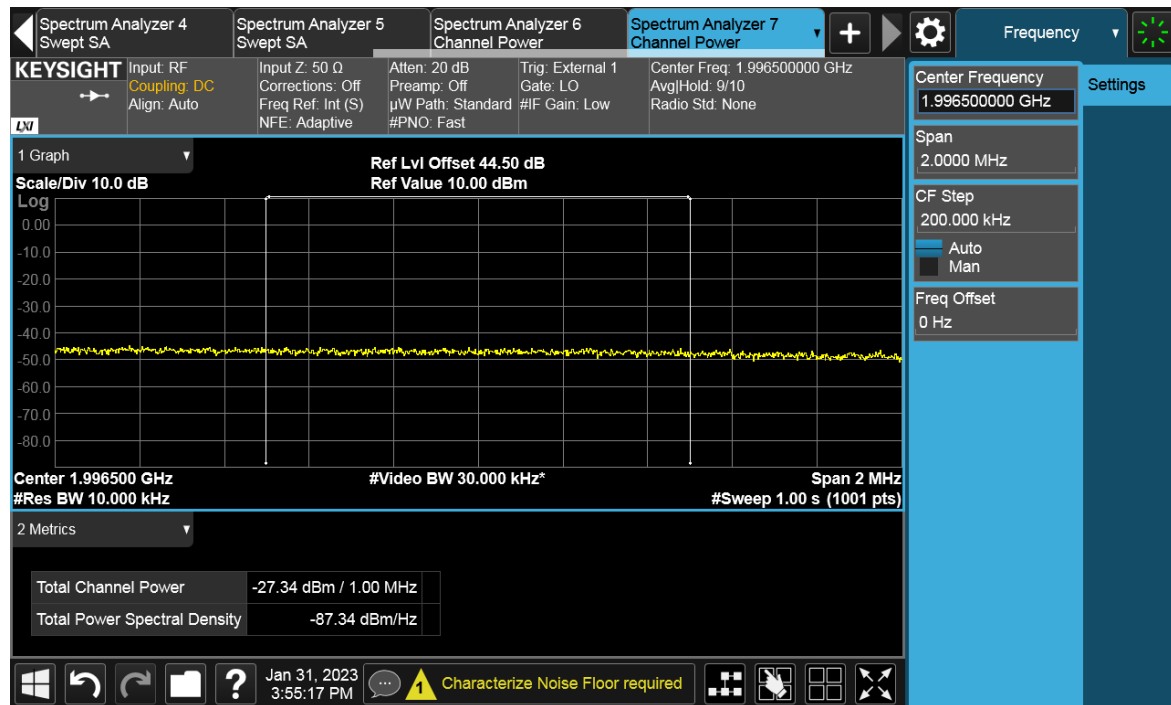 Spectrum Analyzer 4
Swept SA
Spectrum Analyzer 5
Swept SA
Spectrum Analyzer 6
Channel Power
Spectrum Analyzer 7
Channel Power
+
Frequency
KEYSIGHT
LXI
Input: RF
Coupling: DC
Align: Auto
Input Z: 50 Ω
Corrections: Off
Freq Ref: Int (S)
NFE: Adaptive
Atten: 20 dB
Preamp: Off
µW Path: Standard
#PNO: Fast
Trig: External 1
Gate: LO
#IF Gain: Low
Center Freq: 1.996500000 GHz
Avg|Hold: 9/10
Radio Std: None
Center Frequency
1.996500000 GHz
Settings
Span
2.0000 MHz
CF Step
200.000 kHz
Auto
Man
Freq Offset
0 Hz
1 Graph
Scale/Div 10.0 dB
Ref Lvl Offset 44.50 dB
Ref Value 10.00 dBm
Log
0.00
-10.0
-20.0
-30.0
-40.0
-50.0
-60.0
-70.0
-80.0
Center 1.996500 GHz
#Res BW 10.000 kHz
#Video BW 30.000 kHz*
Span 2 MHz
#Sweep 1.00 s (1001 pts)
2 Metrics
Total Channel Power -27.34 dBm / 1.00 MHz
Total Power Spectral Density -87.34 dBm/Hz
?
Jan 31, 2023
3:55:17 PM
1
Characterize Noise Floor required